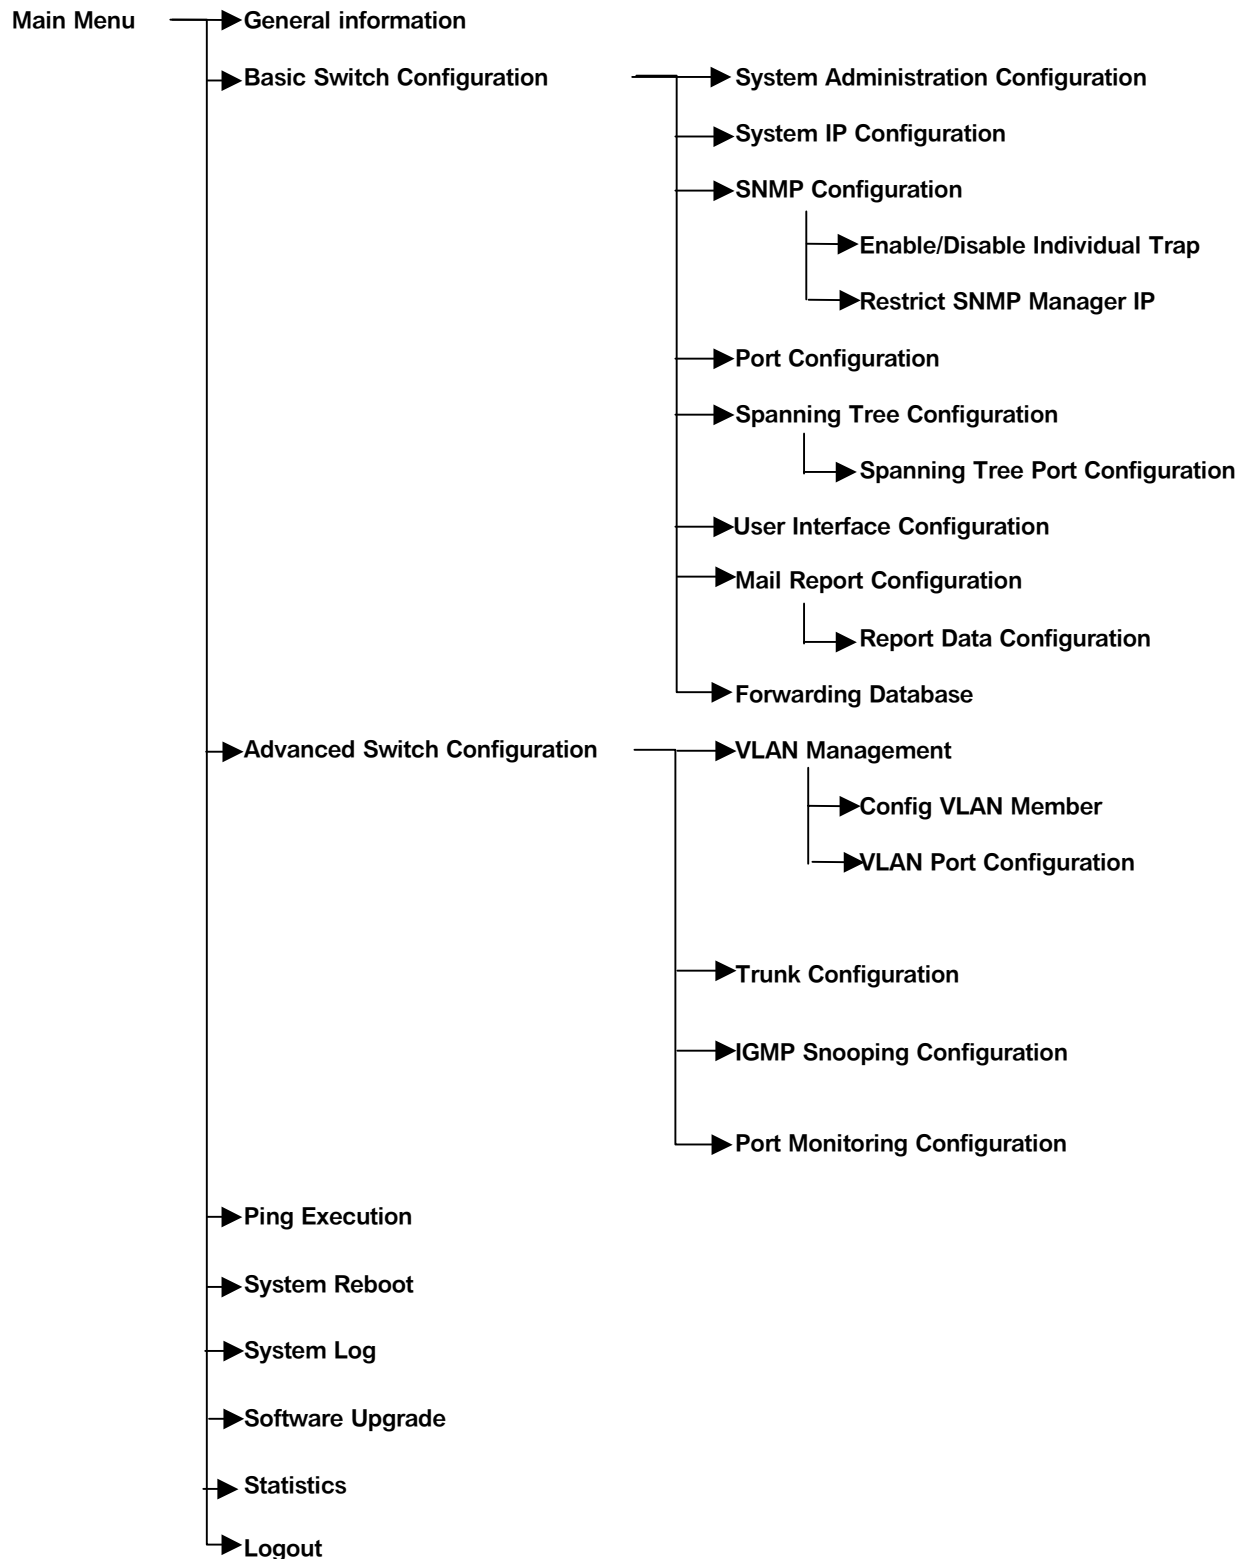 Main Menu
General information
Basic Switch Configuration
System Administration Configuration
System IP Configuration
SNMP Configuration
Enable/Disable Individual Trap
Restrict SNMP Manager IP
Port Configuration
Spanning Tree Configuration
Spanning Tree Port Configuration
User Interface Configuration
Mail Report Configuration
Report Data Configuration
Forwarding Database
Advanced Switch Configuration
VLAN Management
Config VLAN Member
VLAN Port Configuration
Trunk Configuration
IGMP Snooping Configuration
Port Monitoring Configuration
Ping Execution
System Reboot
System Log
Software Upgrade
Statistics
Logout